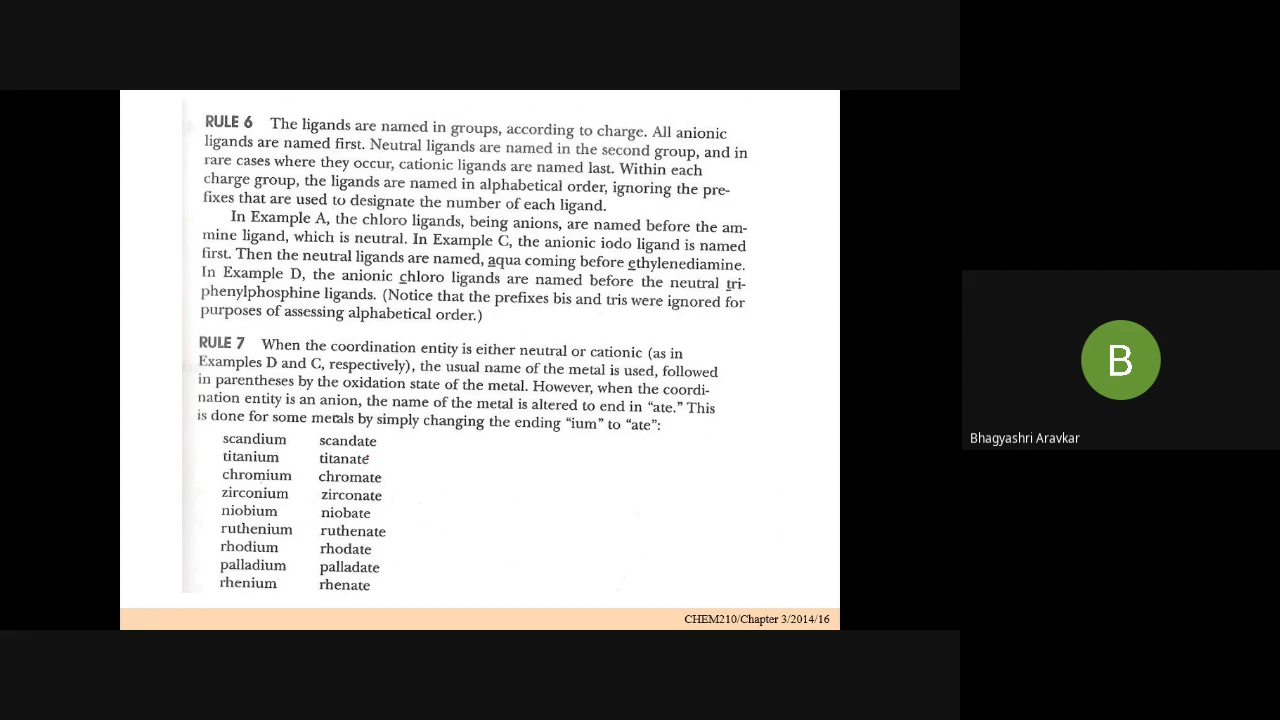 RULE 6 The ligands are named in groups, according to charge. All anionic
ligands are named first. Neutral ligands are named in the second group, and in
rare cases where they occur, cationic ligands are named last. Within each
charge group, the ligands are named in alphabetical order, ignoring the pre-
fixes that are used to designate the number of each ligand.
In Example A, the chloro ligands, being anions, are named before the am-
mine ligand, which is neutral. In Example C, the anionic iodo ligand is named
first. Then the neutral ligands are named, aqua coming before ethylenediamine.
In Example D, the anionic chloro ligands are named before the neutral tri-
phenylphosphine ligands. (Notice that the prefixes bis and tris were ignored for
purposes of assessing alphabetical order.)
RULE 7 When the coordination entity is either neutral or cationic (as in
Examples D and C, respectively), the usual name of the metal is used, followed
in parentheses by the oxidation state of the metal. However, when the coordi-
nation entity is an anion, the name of the metal is altered to end in “ate.” This
is done for some metals by simply changing the ending “ium” to “ate”:
scandium scandate
titanium titanate
chromium chromate
zirconium zirconate
niobium niobate
ruthenium ruthenate
rhodium rhodate
palladium palladate
rhenium rhenate
CHEM210/Chapter 3/2014/16
B
Bhagyashri Aravkar